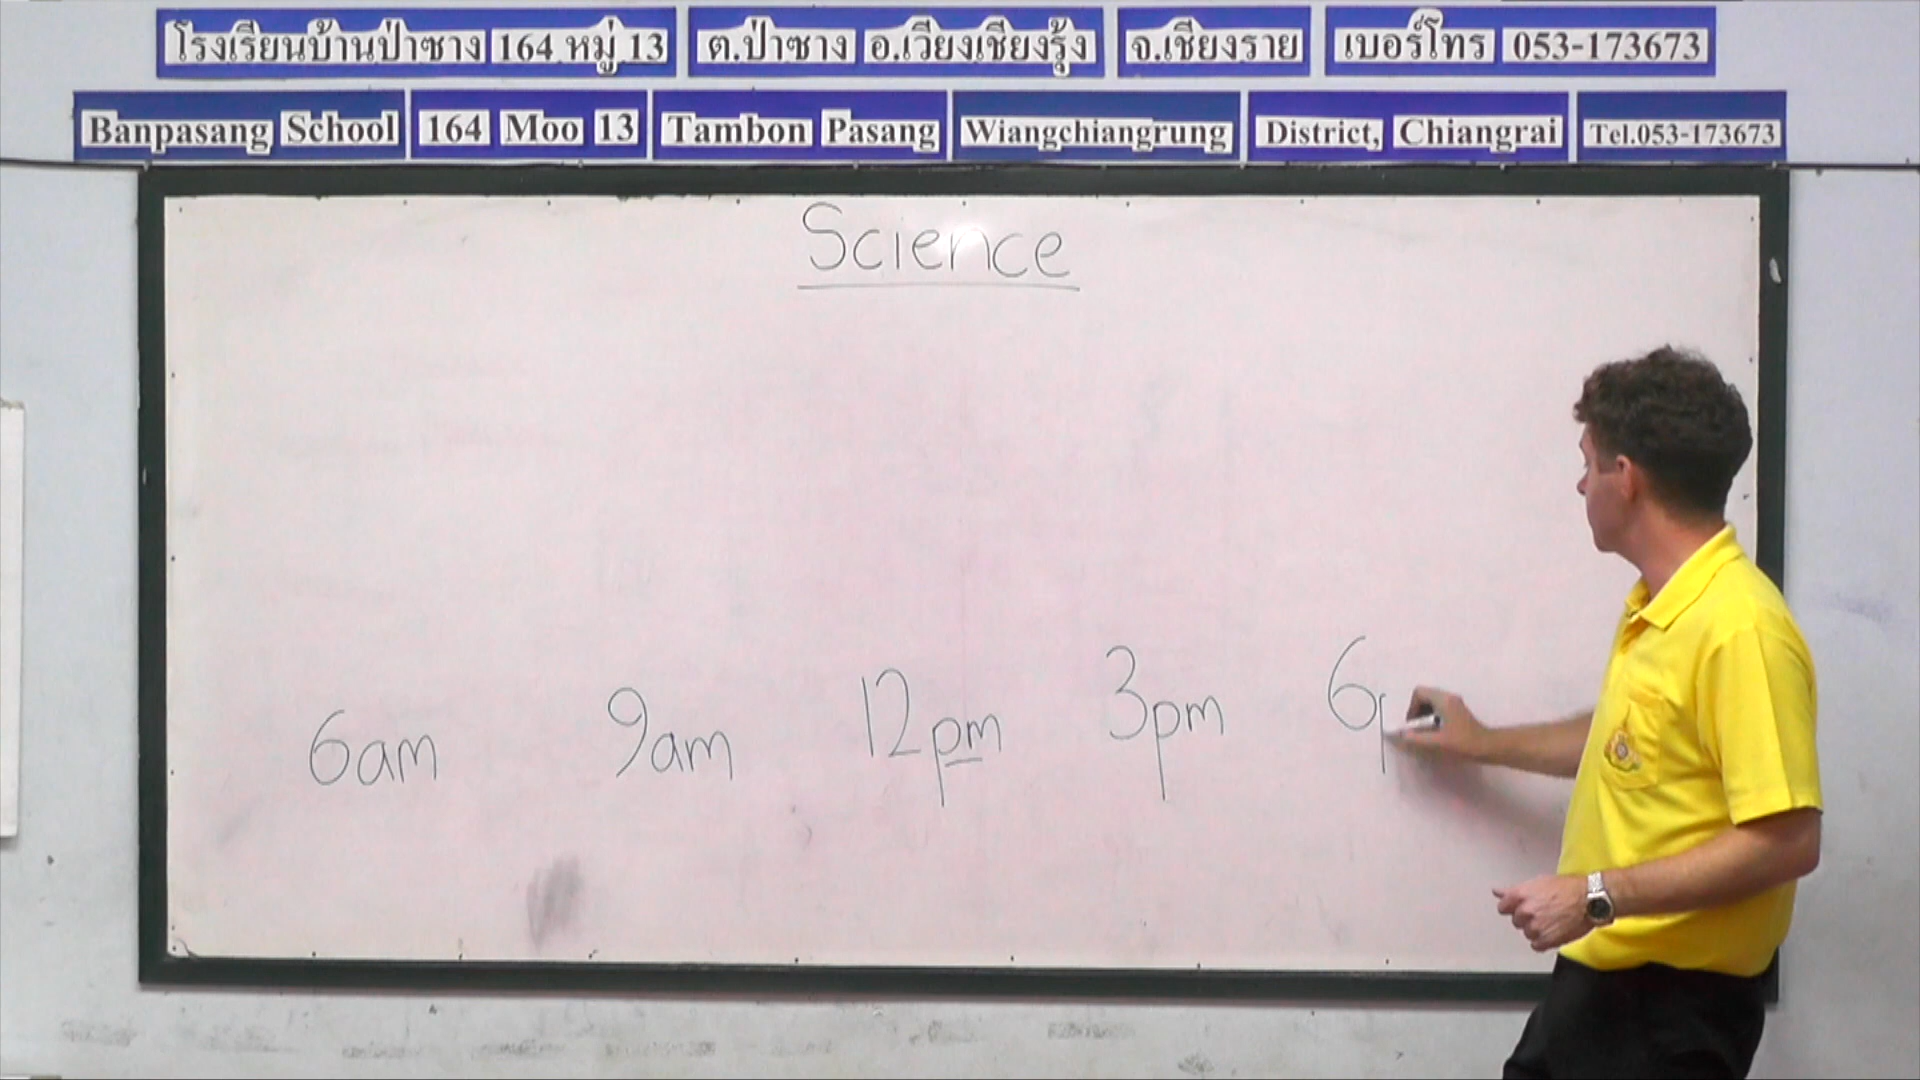 โรงเรียนบ้านป่าซาง 164 หมู่ 13 ต.ป่าซาง อ.เวียงเชียงรุ้ง จ.เชียงราย เบอร์โทร 053-173673
Banpasang School 164 Moo 13 Tambon Pasang Wiangchiangrung District, Chiangrai Tel.053-173673
Science
6am 9am 12pm 3pm 6p